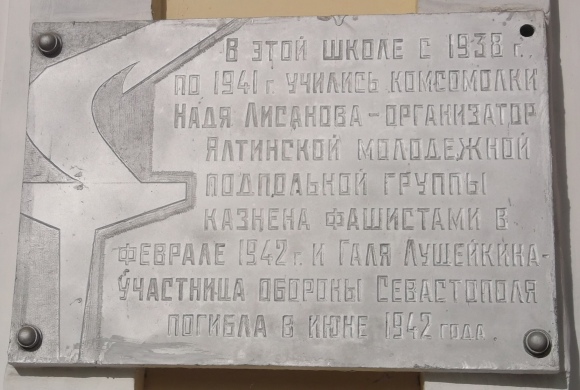 В ЭТОЙ ШКОЛЕ С 1938 Г.
ПО 1941 Г. УЧИЛИСЬ КОМСОМОЛКИ
НАДЯ ЛИСАНОВА-ОРГАНИЗАТОР
ЯЛТИНСКОЙ МОЛОДЕЖНОЙ
ПОДПОЛЬНОЙ ГРУППЫ
КАЗНЕНА ФАШИСТАМИ В
ФЕВРАЛЕ 1942 Г. И ГАЛЯ ЛУЩЕЙКИНА-
УЧАСТНИЦА ОБОРОНЫ СЕВАСТОПОЛЯ
ПОГИБЛА В ИЮНЕ 1942 ГОДА.